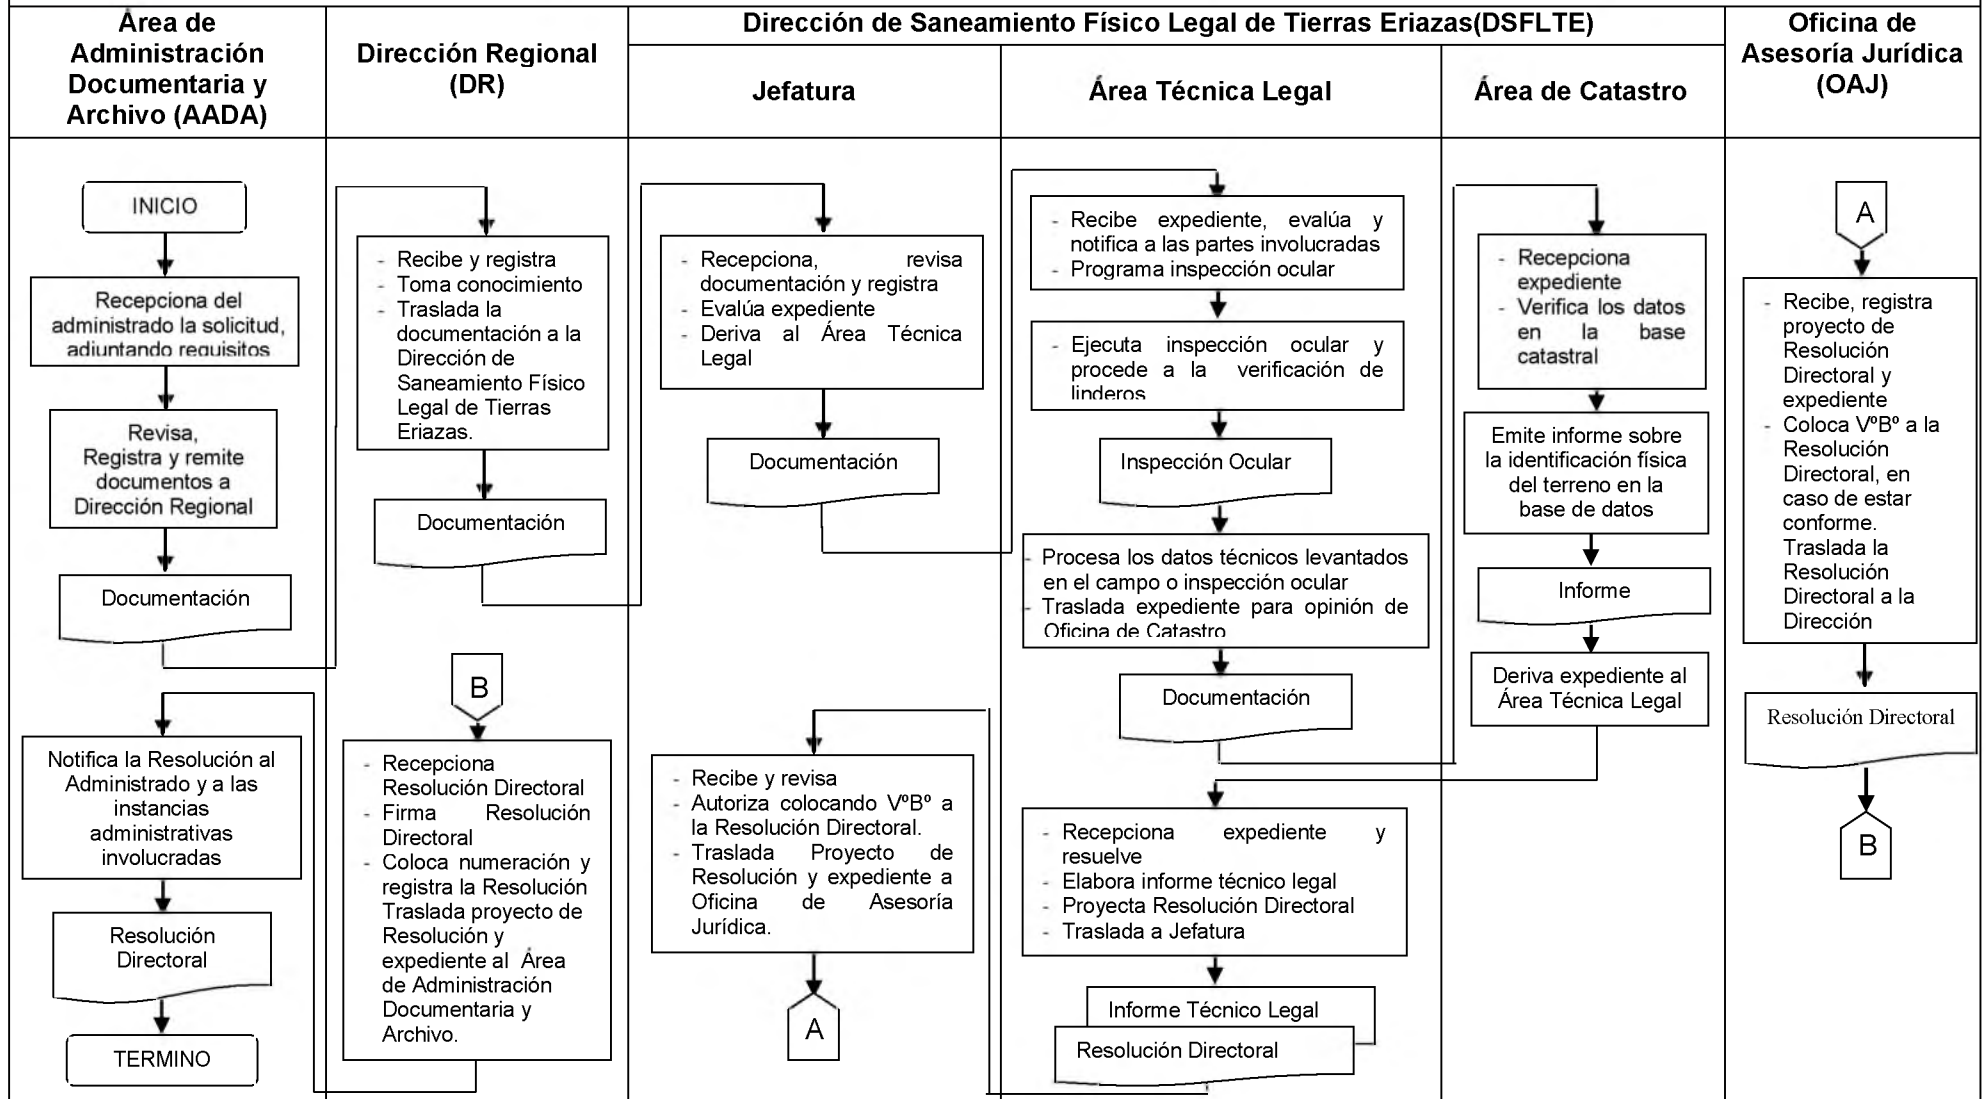 Área de
Administración
Documentaria y
Archivo (AADA)
Dirección Regional
(DR)
Dirección de Saneamiento Físico Legal de Tierras Eriazas(DSFLTE)
Jefatura
Área Técnica Legal
Área de Catastro
Oficina de
Asesoría Jurídica
(OAJ)
INICIO
Recepciona del
administrado la solicitud,
adjuntando requisitos
Revisa,
Registra y remite
documentos a
Dirección Regional
Documentación
Notifica la Resolución al
Administrado y a las
instancias
administrativas
involucradas
Resolución
Directoral
TERMINO
- Recibe y registra
- Toma conocimiento
- Traslada la
documentación a la
Dirección de
Saneamiento Físico
Legal de Tierras
Eriazas.
Documentación
B
- Recepciona
Resolución Directoral
- Firma Resolución
Directoral
- Coloca numeración y
registra la Resolución
Traslada proyecto de
Resolución y
expediente al Área
de Administración
Documentaria y
Archivo.
- Recepciona, revisa
documentación y registra
- Evalúa expediente
- Deriva al Área Técnica
Legal
Documentación
- Recibe y revisa
- Autoriza colocando VºBº a
la Resolución Directoral.
- Traslada Proyecto de
Resolución y expediente a
Oficina de Asesoría
Jurídica.
A
- Recibe expediente, evalúa y
notifica a las partes involucradas
- Programa inspección ocular
- Ejecuta inspección ocular y
procede a la verificación de
linderos
Inspección Ocular
- Procesa los datos técnicos levantados
en el campo o inspección ocular
- Traslada expediente para opinión de
Oficina de Catastro
Documentación
- Recepciona expediente y
resuelve
- Elabora informe técnico legal
- Proyecta Resolución Directoral
- Traslada a Jefatura
Informe Técnico Legal
Resolución Directoral
- Recepciona
expediente
- Verifica los datos
en la base
catastral
Emite informe sobre
la identificación física
del terreno en la
base de datos
Informe
Deriva expediente al
Área Técnica Legal
A
- Recibe, registra
proyecto de
Resolución
Directoral y
expediente
- Coloca VºBº a la
Resolución
Directoral, en
caso de estar
conforme.
Traslada la
Resolución
Directoral a la
Dirección
Resolución Directoral
B